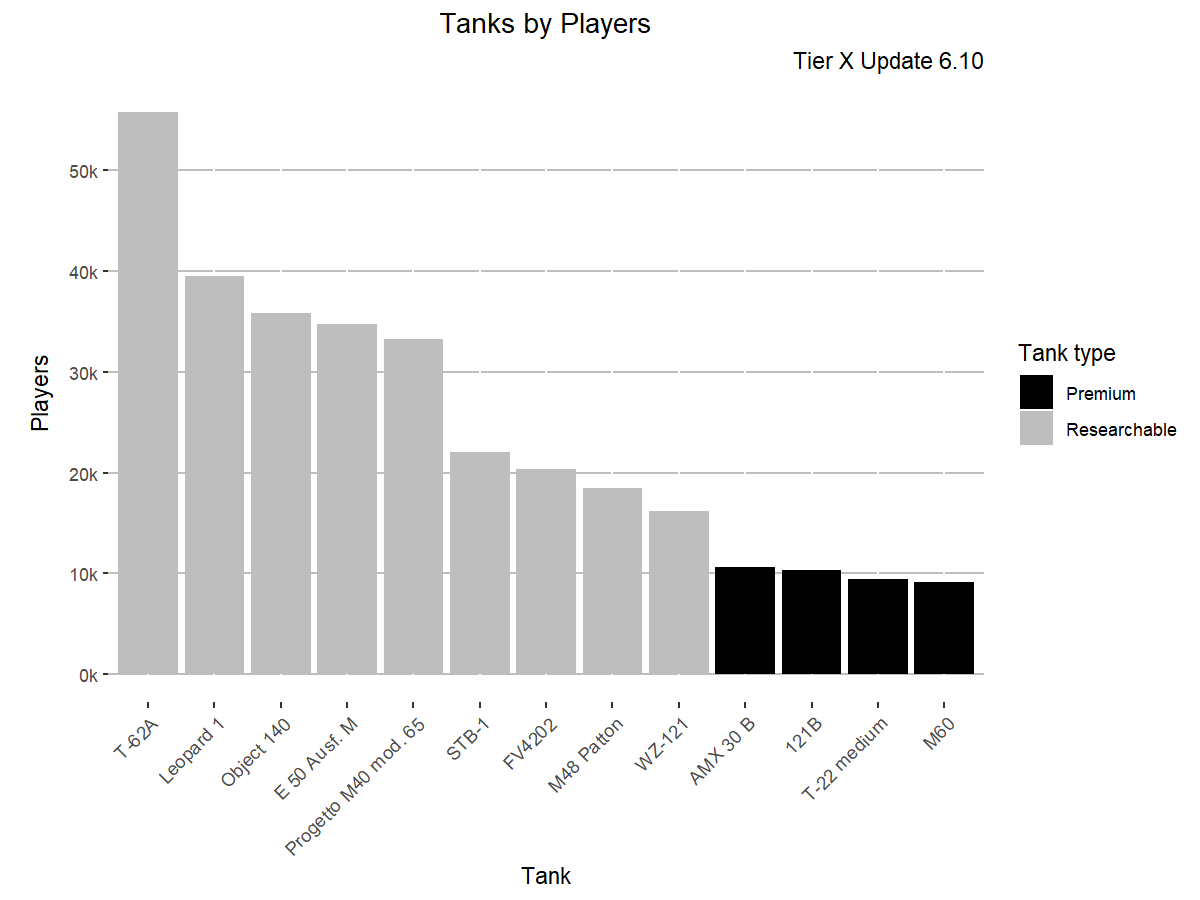 Tanks by Players
Tier X Update 6.10
Players
50k
40k
30k
20k
10k
0k
T-62A
Leopard 1
Object 140
E 50 Ausf. M
Progetto M40 mod. 65
STB-1
FV4202
M48 Patton
WZ-121
AMX 30 B
121B
T-22 medium
M60
Tank
Tank type
Premium
Researchable